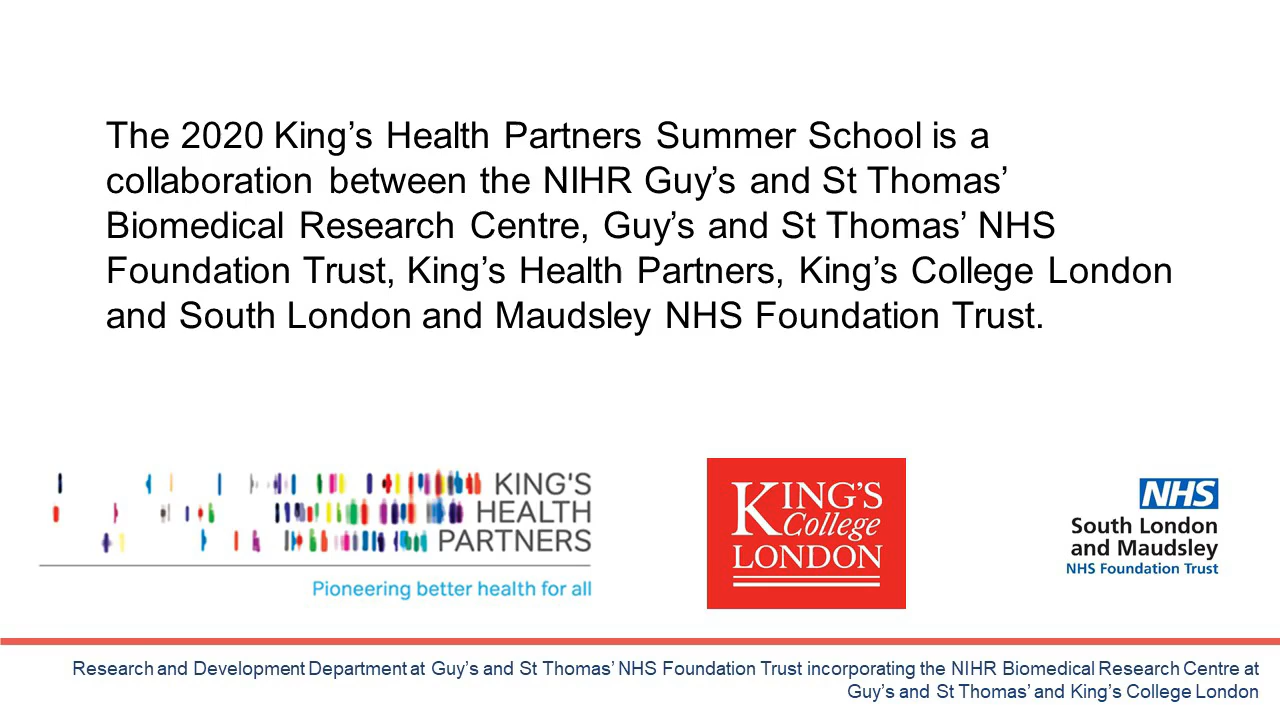 The 2020 King’s Health Partners Summer School is a
collaboration between the NIHR Guy’s and St Thomas’
Biomedical Research Centre, Guy’s and St Thomas’ NHS
Foundation Trust, King’s Health Partners, King’s College London
and South London and Maudsley NHS Foundation Trust.
KING'S
HEALTH
PARTNERS
Pioneering better health for all
KING'S
College
LONDON
NHS
South London
and Maudsley
NHS Foundation Trust
Research and Development Department at Guy’s and St Thomas’ NHS Foundation Trust incorporating the NIHR Biomedical Research Centre at
Guy’s and St Thomas’ and King’s College London